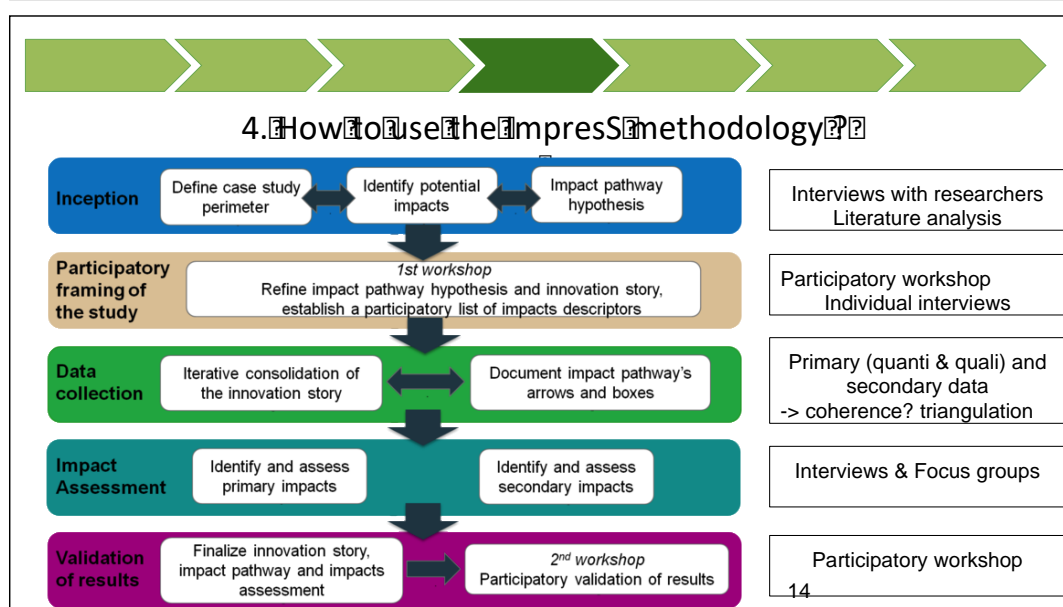 4.⍰How⍰to⍰use⍰the⍰ImpresS⍰methodology⍰?⍰
⍰
Inception
Define case study
perimeter
Identify potential
impacts
Impact pathway
hypothesis
Interviews with researchers
Literature analysis
Participatory
framing of
the study
1st workshop
Refine impact pathway hypothesis and innovation story,
establish a participatory list of impacts descriptors
Participatory workshop
Individual interviews
Data
collection
Iterative consolidation of
the innovation story
Document impact pathway's
arrows and boxes
Primary (quanti & quali) and
secondary data
-> coherence? triangulation
Impact
Assessment
Identify and assess
primary impacts
Identify and assess
secondary impacts
Interviews & Focus groups
Validation
of results
Finalize innovation story,
impact pathway and impacts
assessment
2nd workshop
Participatory validation of results
Participatory workshop
14